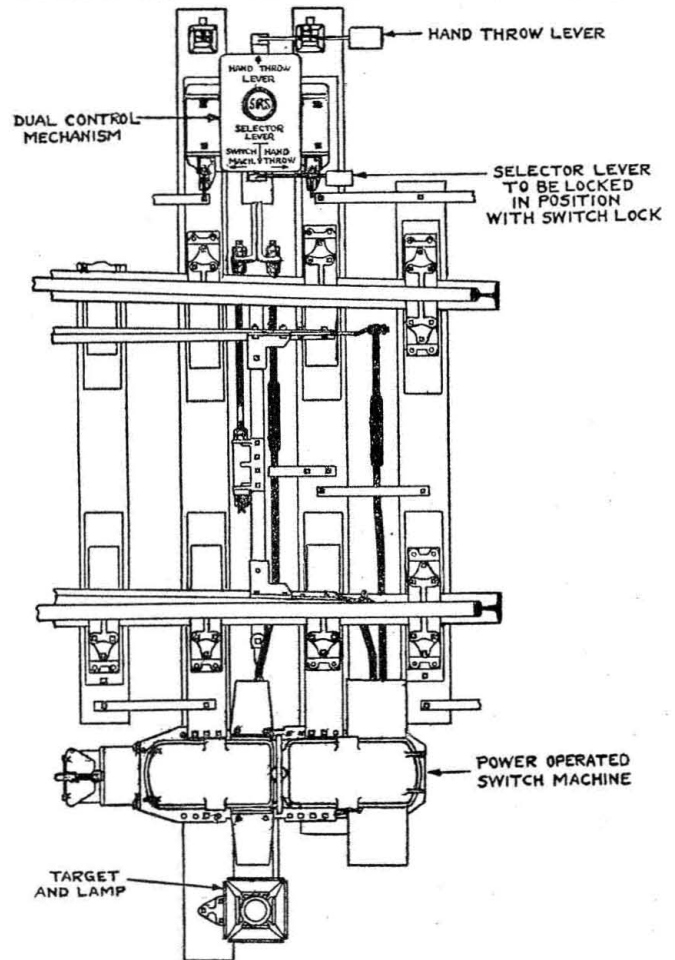 HAND THROW LEVER
HAND THROW
LEVER
SRS
SELECTOR
LEVER
SWITCH HAND
MACH. THROW
DUAL CONTROL
MECHANISM
SELECTOR LEVER
TO BE LOCKED
IN POSITION
WITH SWITCH LOCK
POWER OPERATED
SWITCH MACHINE
TARGET
AND LAMP